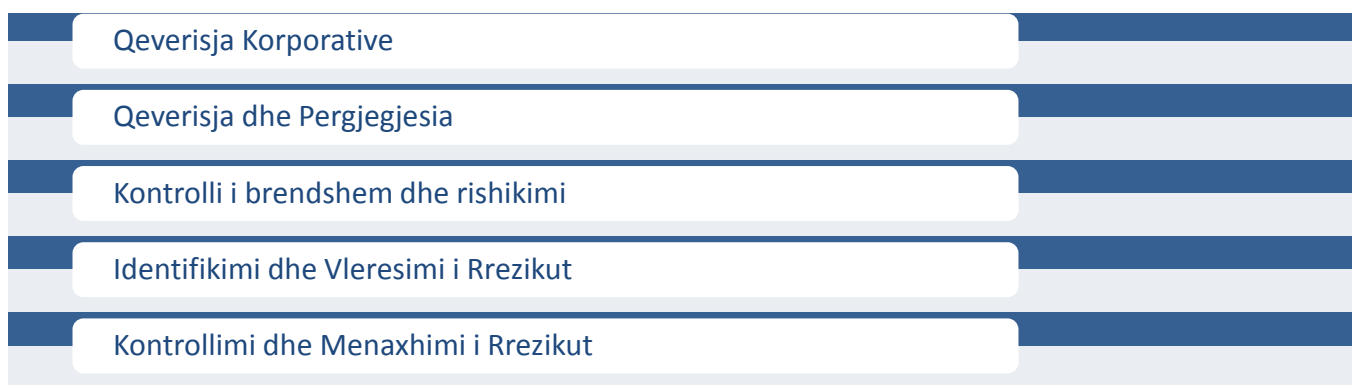 Qeverisja Korporative
Qeverisja dhe Pergjegjesia
Kontrolli i brendshem dhe rishikimi
Identifikimi dhe Vleresimi i Rrezikut
Kontrollimi dhe Menaxhimi i Rrezikut